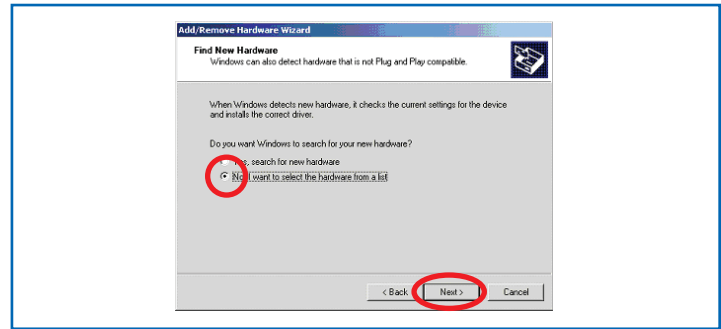 Add/Remove Hardware Wizard
Find New Hardware
Windows can also detect hardware that is not Plug and Play compatible.
When Windows detects new hardware, it checks the current settings for the device
and installs the correct driver.
Do you want Windows to search for your new hardware?
Yes, search for new hardware
No, I want to select the hardware from a list
< Back
Next >
Cancel